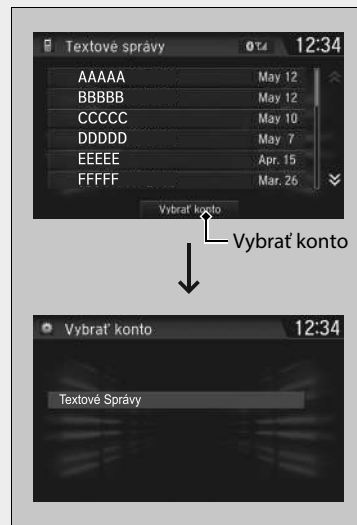 Textové správy 12:34
AAAAA May 12
BBBBB May 12
CCCCC May 10
DDDDD May 7
EEEEE Apr. 15
FFFFF Mar. 26
Vybrať konto
Vybrať konto
Vybrať konto 12:34
Textové Správy